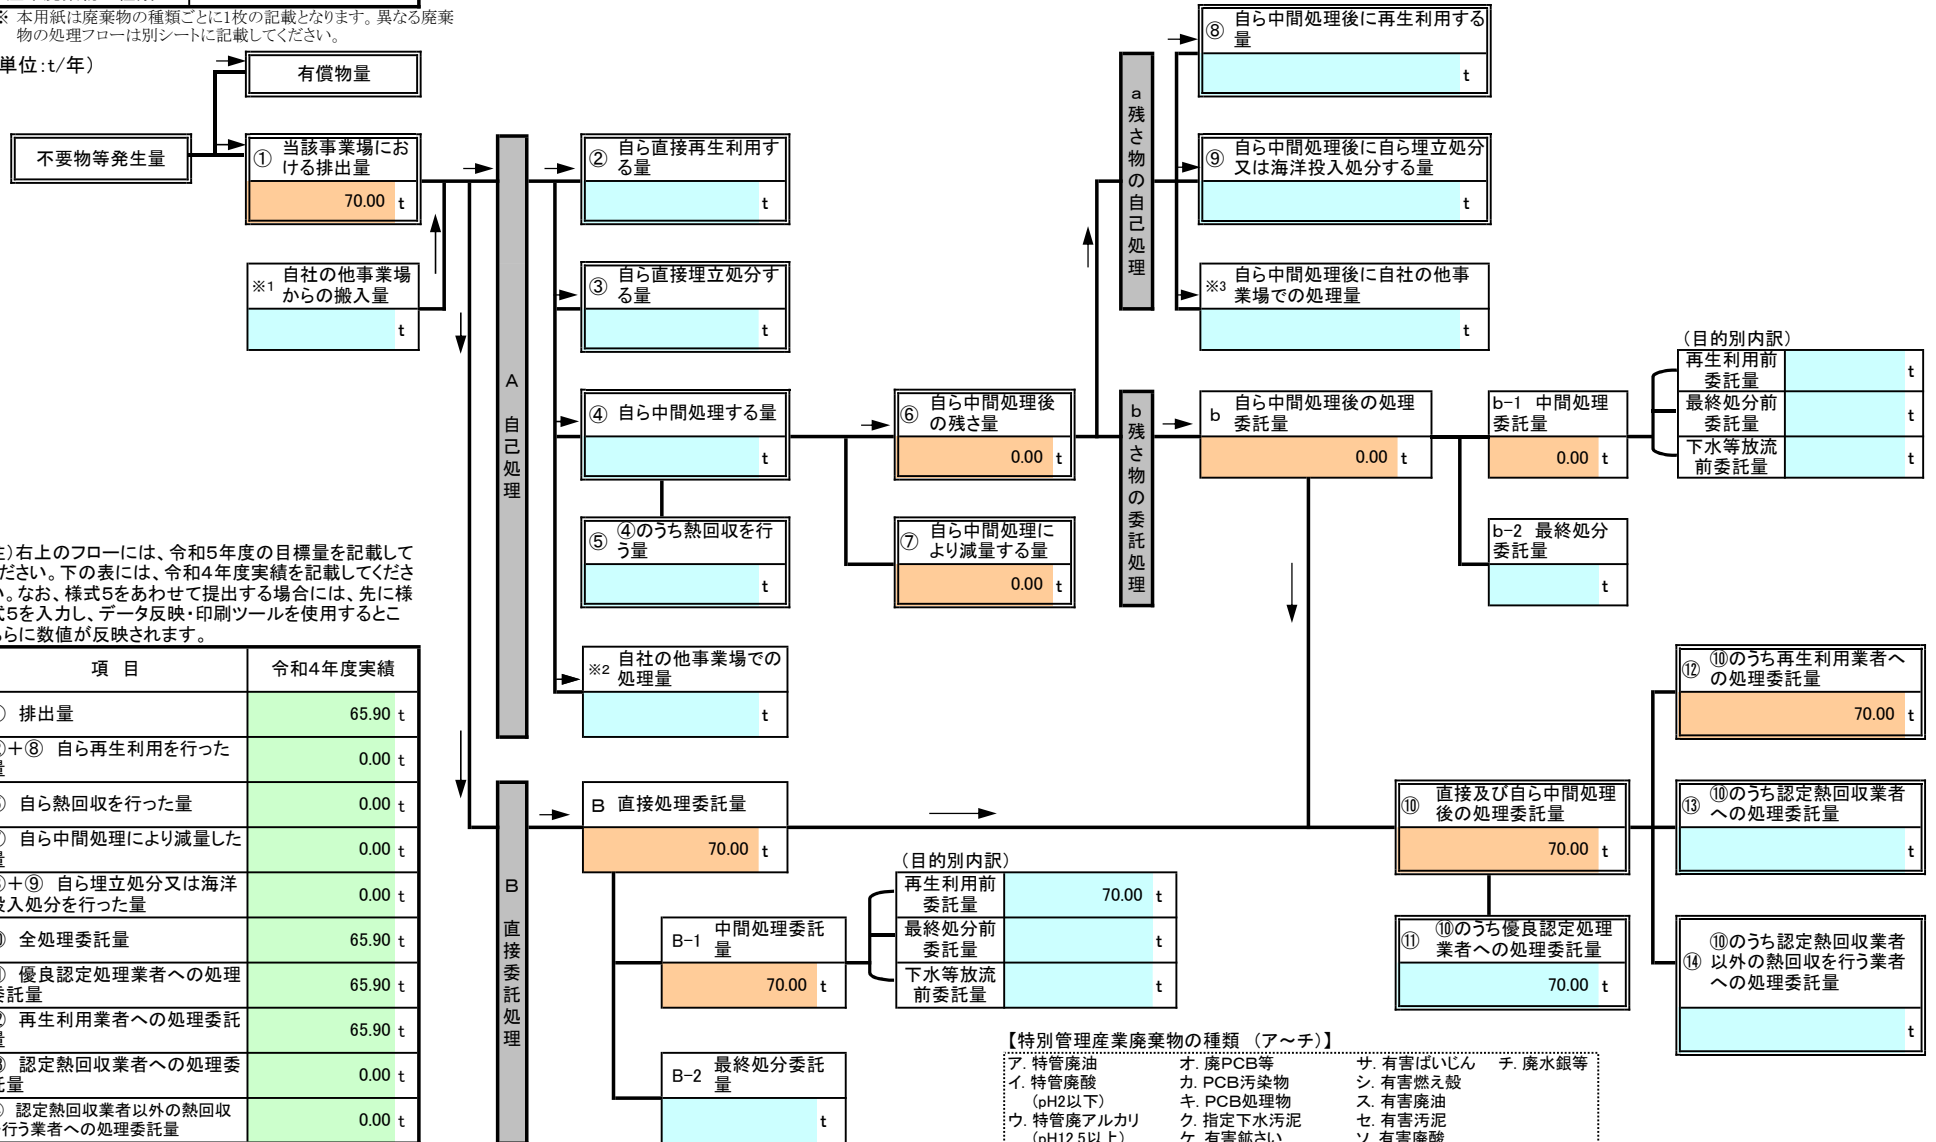 ※ 本用紙は廃棄物の種類ごとに1枚の記載となります。異なる廃棄
物の処理フローは別シートに記載してください。
単位:t/年)
有償物量
不要物等発生量
① 当該事業場にお
ける排出量
70.00 t
※1 自社の他事業場
からの搬入量
t
A 自己処理
② 自ら直接再生利用す
る量
t
③ 自ら直接埋立処分す
る量
t
④ 自ら中間処理する量
t
⑤ ④のうち熱回収を行
う量
t
※2 自社の他事業場での
処理量
t
⑥ 自ら中間処理後
の残さ量
0.00 t
⑦ 自ら中間処理に
より減量する量
0.00 t
a 残さ物の自己処理
⑧ 自ら中間処理後に再生利用する
量
t
⑨ 自ら中間処理後に自ら埋立処分
又は海洋投入処分する量
t
※3 自ら中間処理後に自社の他事
業場での処理量
t
b 残さ物の委託処理
b 自ら中間処理後の処理
委託量
0.00 t
b-1 中間処理
委託量
0.00 t
b-2 最終処分
委託量
t
(目的別内訳)
再生利用前
委託量
t
最終処分前
委託量
t
下水等放流
前委託量
t
)右上のフローには、令和5年度の目標量を記載して
ださい。下の表には、令和4年度実績を記載してくださ
。なお、様式5をあわせて提出する場合には、先に様
5を入力し、データ反映・印刷ツールを使用するとこ
らに数値が反映されます。
項 目 令和4年度実績
排出量 65.90 t
+⑧ 自ら再生利用を行った
0.00 t
自ら熱回収を行った量 0.00 t
自ら中間処理により減量した
0.00 t
+⑨ 自ら埋立処分又は海洋
投入処分を行った量 0.00 t
全処理委託量 65.90 t
優良認定処理業者への処理
委託量 65.90 t
再生利用業者への処理委託
65.90 t
認定熱回収業者への処理委
託量 0.00 t
認定熱回収業者以外の熱回収
行う業者への処理委託量 0.00 t
B 直接委託処理
B 直接処理委託量
70.00 t
B-1 中間処理委託
量
70.00 t
B-2 最終処分委託
量
t
(目的別内訳)
再生利用前
委託量
70.00 t
最終処分前
委託量
t
下水等放流
前委託量
t
⑩ 直接及び自ら中間処理
後の処理委託量
70.00 t
⑪ ⑩のうち優良認定処理
業者への処理委託量
70.00 t
⑫ ⑩のうち再生利用業者へ
の処理委託量
70.00 t
⑬ ⑩のうち認定熱回収業者
への処理委託量
t
⑭ ⑩のうち認定熱回収業者
以外の熱回収を行う業者
への処理委託量
t
【特別管理産業廃棄物の種類 (ア～チ)】
ア. 特管廃油 オ. 廃PCB等 サ. 有害ばいじん チ. 廃水銀等
イ. 特管廃酸 カ. PCB汚染物 シ. 有害燃え殻
(pH2以下) キ. PCB処理物 ス. 有害廃油
ウ. 特管廃アルカリ ク. 指定下水汚泥 セ. 有害汚泥
(pH12.5以上) ケ. 有害鉱さい ソ. 有害廃酸